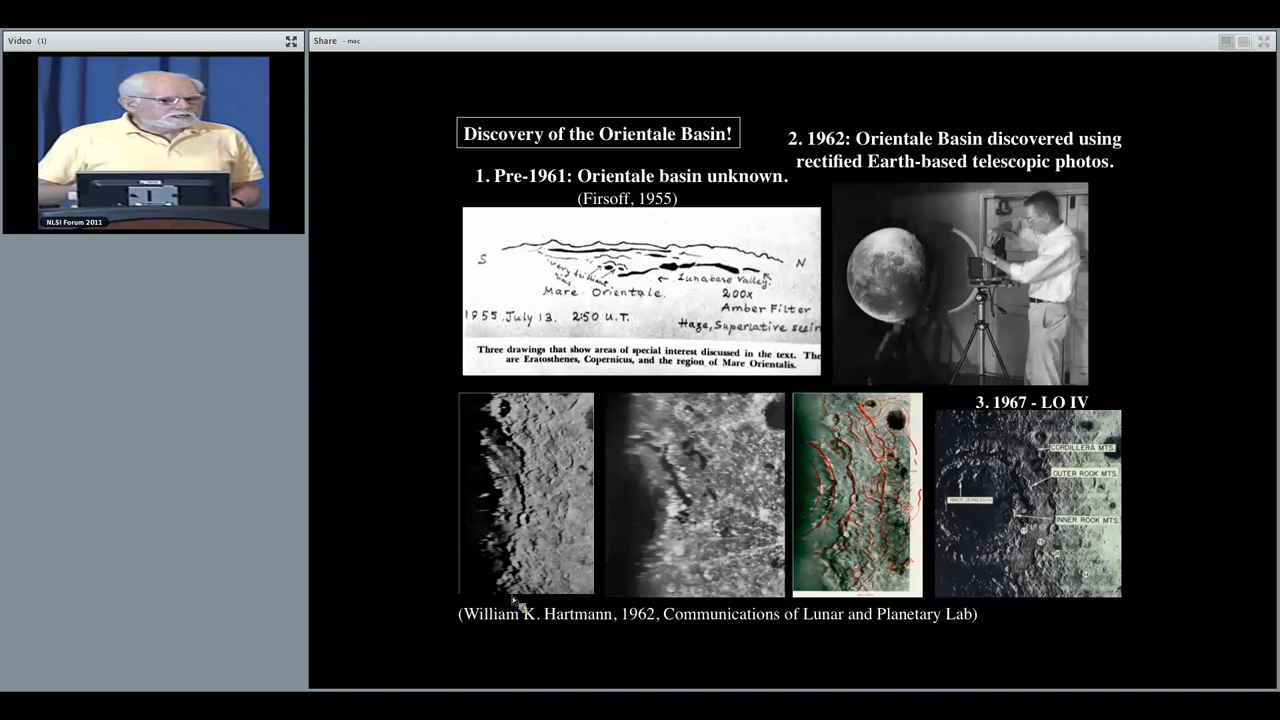 Video (1)
Share - mac
NLSI Forum 2011
Discovery of the Orientale Basin!
1. Pre-1961: Orientale basin unknown.
(Firsoff, 1955)
2. 1962: Orientale Basin discovered using
rectified Earth-based telescopic photos.
S
N
Lunabase Valley.
Mare Orientale.
200x
Amber Filter
1955 July 13. 2:50 U.T.
Haze, Superlative seein
Three drawings that show areas of special interest discussed in the text. The
are Eratosthenes, Copernicus, and the region of Mare Orientalis.
3. 1967 - LO IV
CORDILLERA MTS.
OUTER ROOK MTS.
INNER ROOK MTS.
(William K. Hartmann, 1962, Communications of Lunar and Planetary Lab)